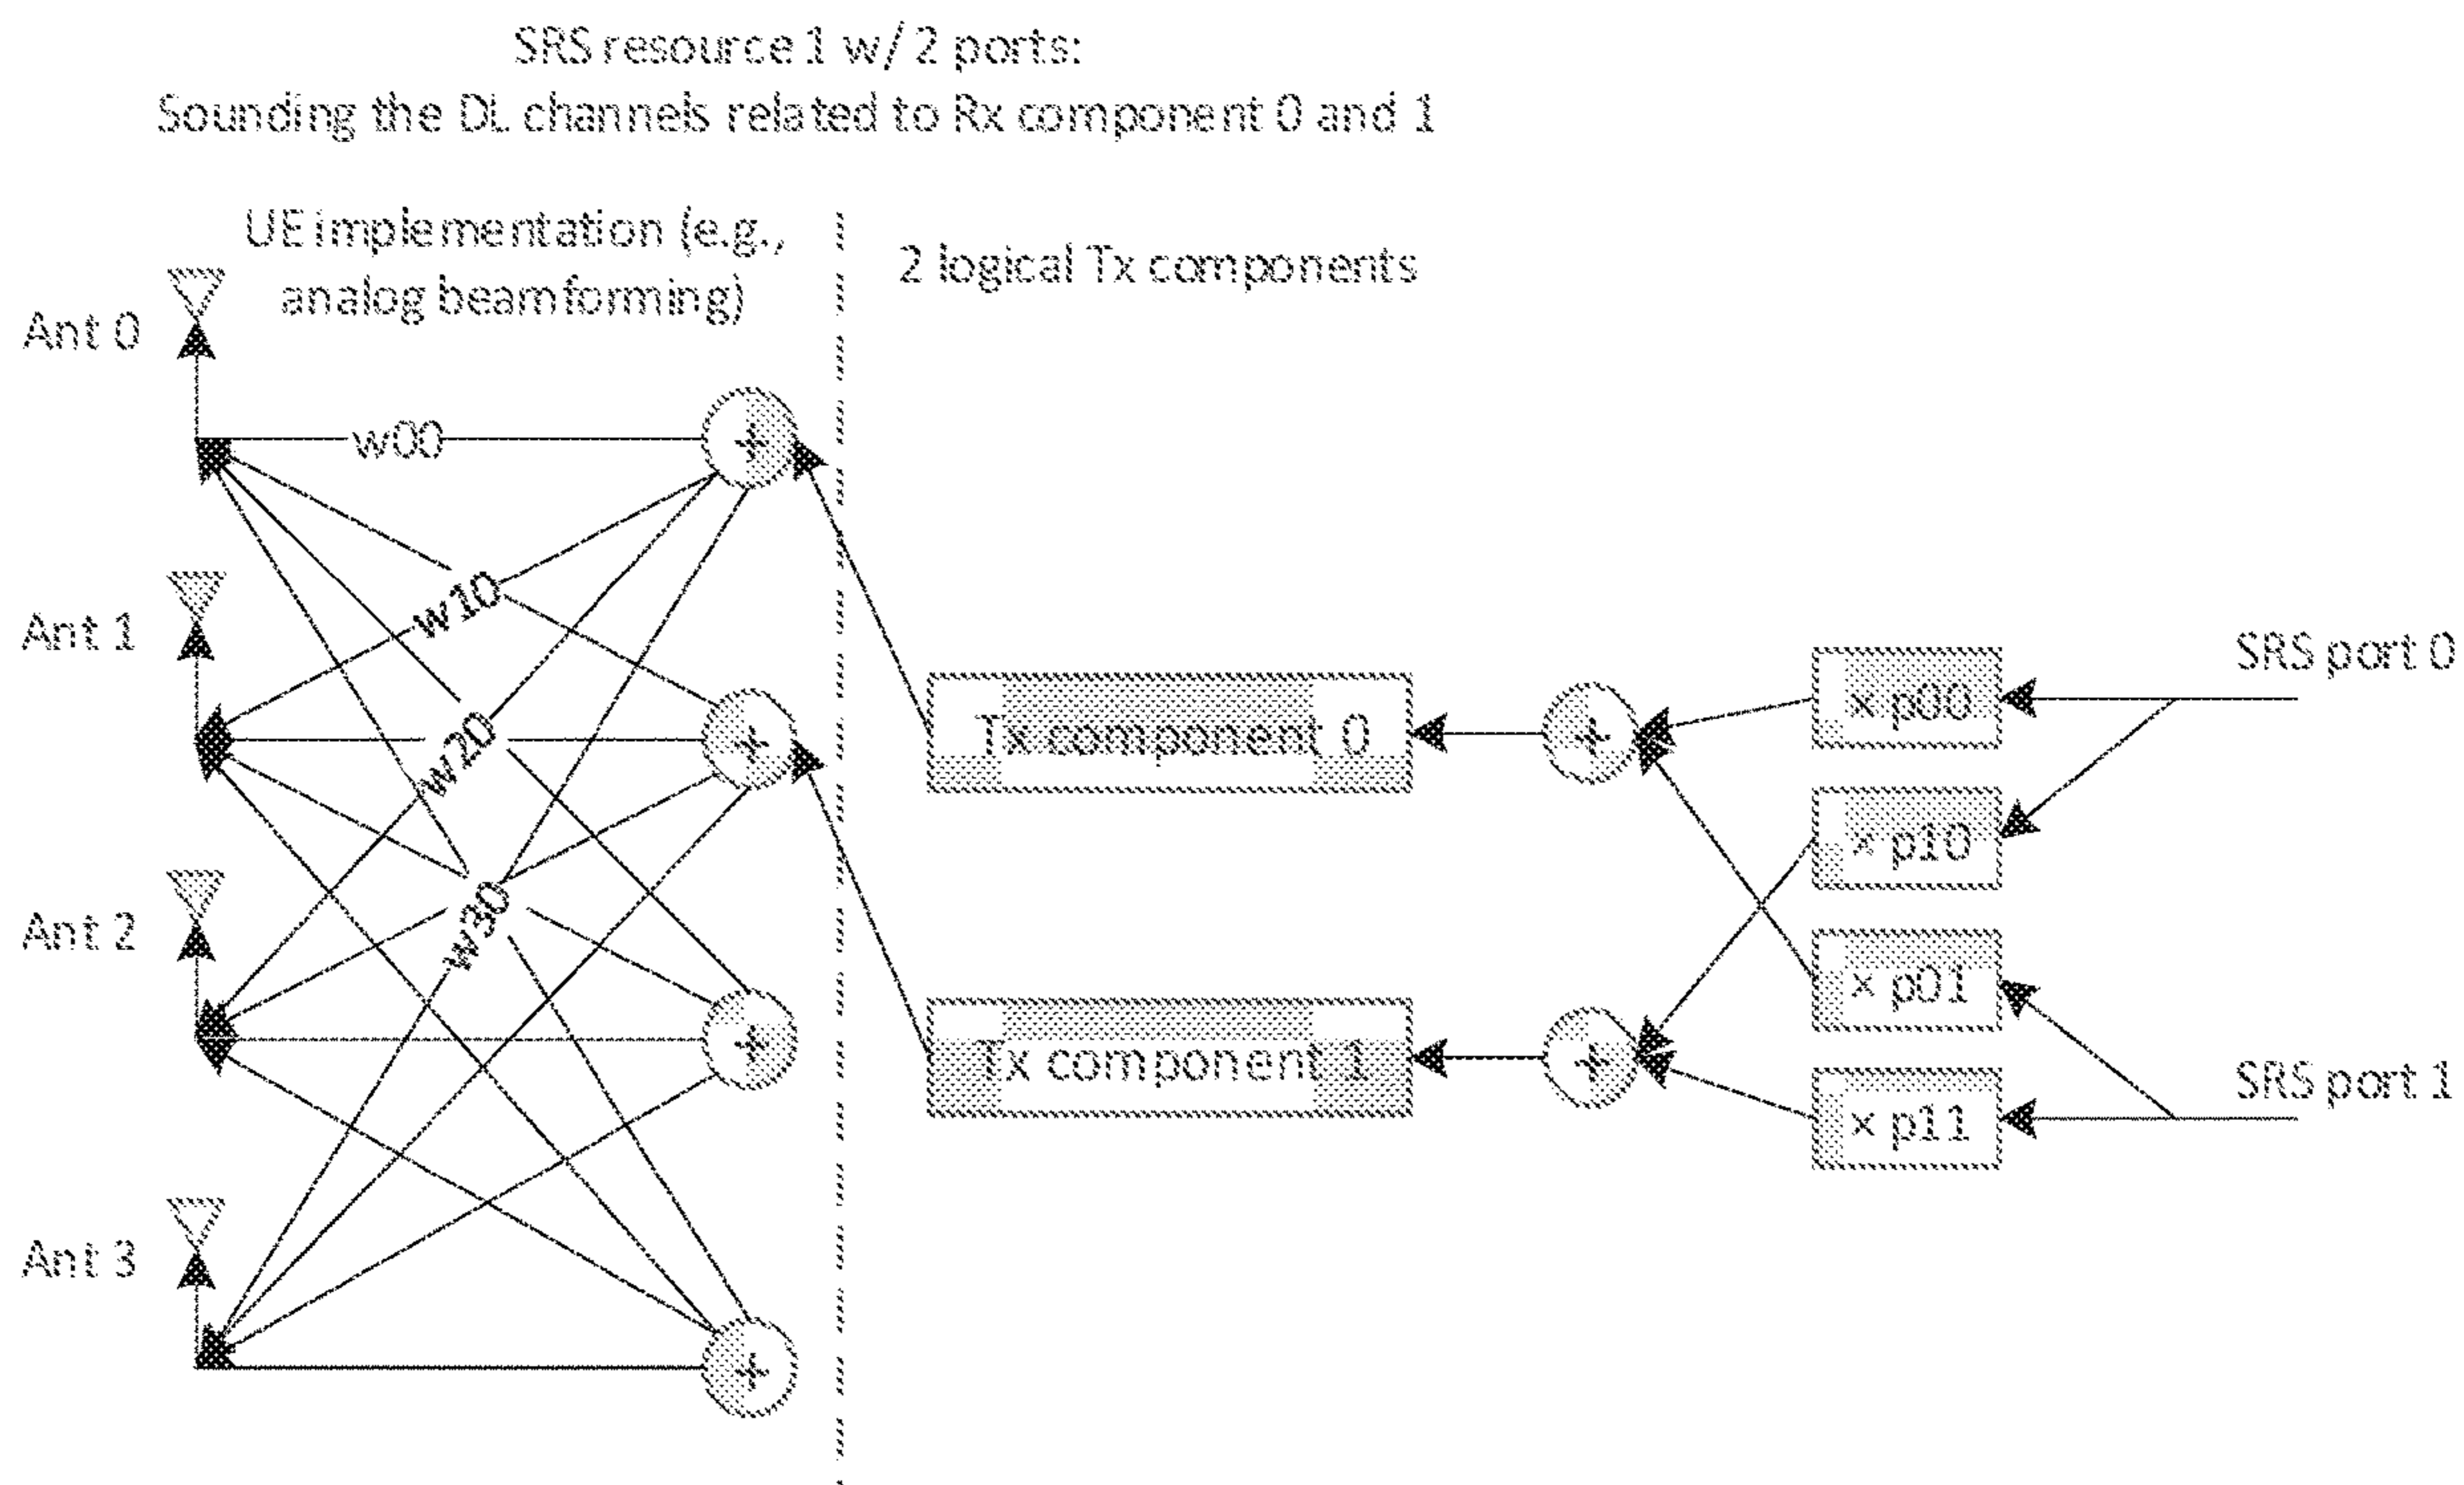 SRS resource 1 w/ 2 ports:
Sounding the DL channels related to Rx component 0 and 1
UE implementation (e.g.,
analog beamforming)
2 logical Tx components
Ant 0
w00
+
w10
Ant 1
SRS port 0
× p00
w20
+
Tx component 0
+
× p10
Ant 2
w30
× p01
+
Tx component 1
+
SRS port 1
× p11
Ant 3
+